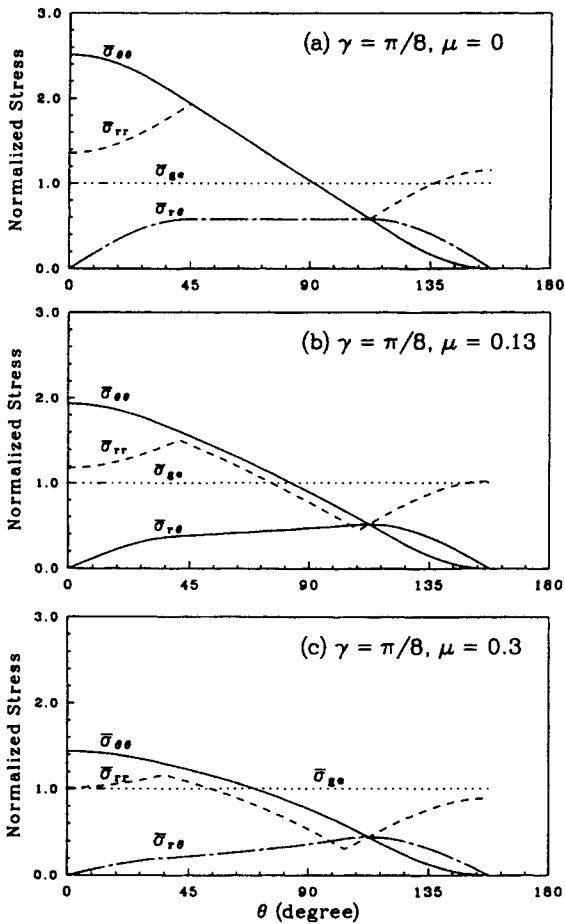 3.0
(a) γ = π/8, μ = 0
σ̅θθ
2.0
σ̅rr
σ̅ge
1.0
σ̅rθ
0.0
0 45 90 135 180
Normalized Stress
3.0
(b) γ = π/8, μ = 0.13
2.0
σ̅θθ
σ̅rr
σ̅ge
1.0
σ̅rθ
0.0
0 45 90 135 180
Normalized Stress
3.0
(c) γ = π/8, μ = 0.3
2.0
σ̅θθ
σ̅rr
σ̅ge
1.0
σ̅rθ
0.0
0 45 90 135 180
Normalized Stress
θ (degree)